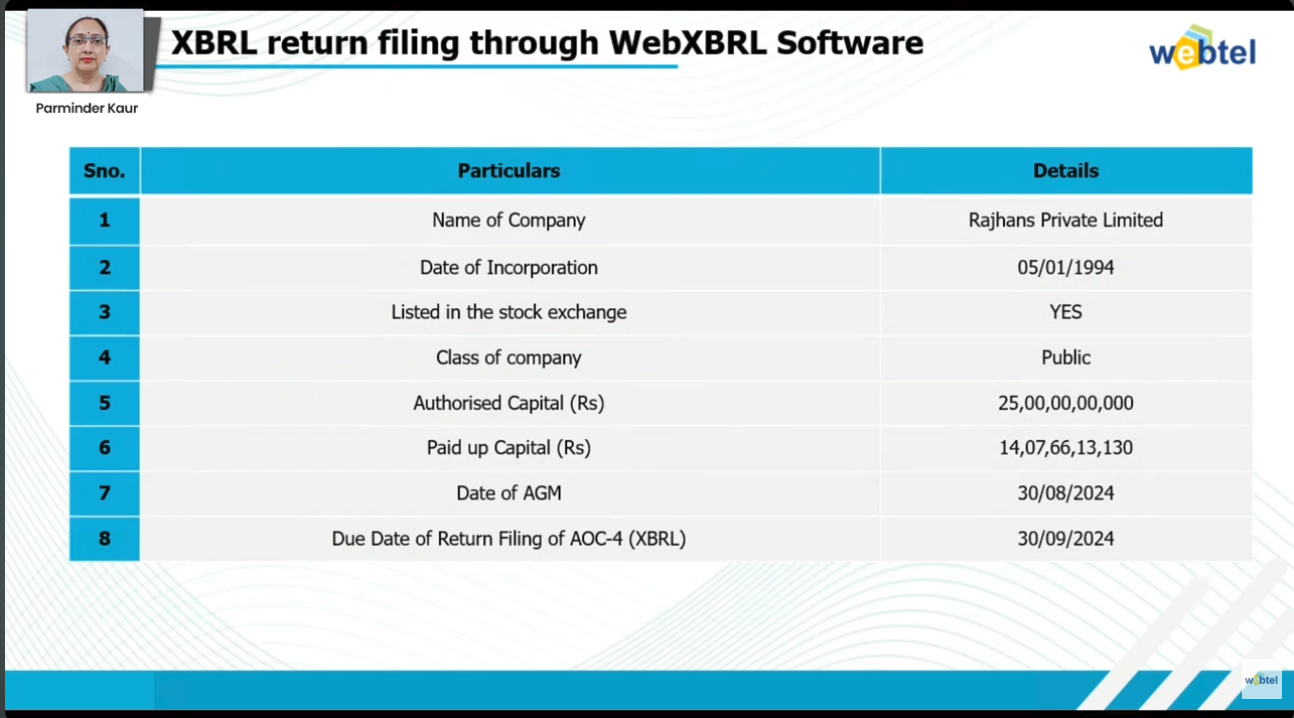 XBRL return filing through WebXBRL Software
webtel
Parminder Kaur
Sno. Particulars Details
1 Name of Company Rajhans Private Limited
2 Date of Incorporation 05/01/1994
3 Listed in the stock exchange YES
4 Class of company Public
5 Authorised Capital (Rs) 25,00,00,00,000
6 Paid up Capital (Rs) 14,07,66,13,130
7 Date of AGM 30/08/2024
8 Due Date of Return Filing of AOC-4 (XBRL) 30/09/2024
webtel